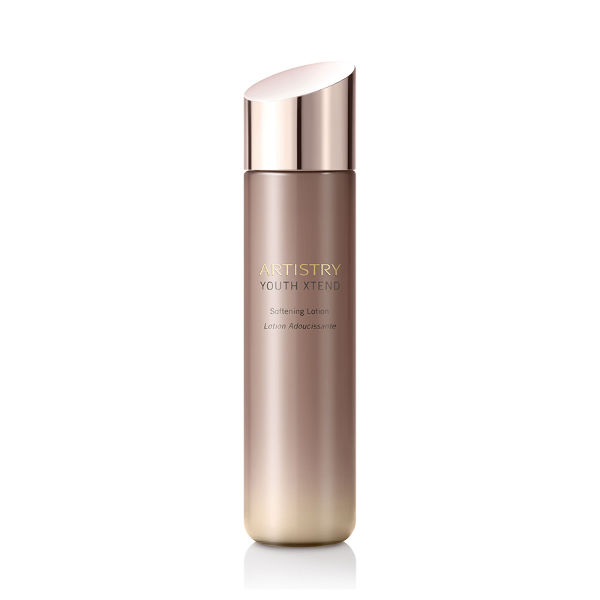 ARTISTRY
YOUTH XTEND
Softening Lotion
Lotion Adoucissante